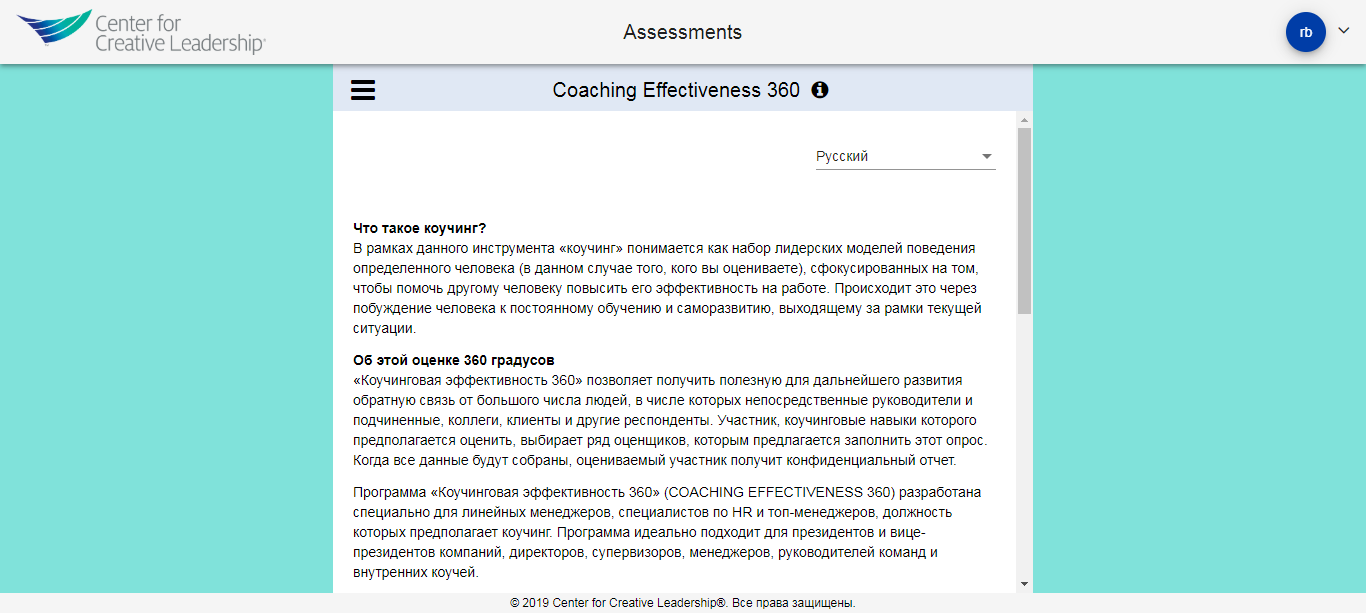 Center for
Creative Leadership®
Assessments
rb
Coaching Effectiveness 360
Русский
Что такое коучинг?
В рамках данного инструмента «коучинг» понимается как набор лидерских моделей поведения
определенного человека (в данном случае того, кого вы оцениваете), сфокусированных на том,
чтобы помочь другому человеку повысить его эффективность на работе. Происходит это через
побуждение человека к постоянному обучению и саморазвитию, выходящему за рамки текущей
ситуации.
Об этой оценке 360 градусов
«Коучинговая эффективность 360» позволяет получить полезную для дальнейшего развития
обратную связь от большого числа людей, в числе которых непосредственные руководители и
подчиненные, коллеги, клиенты и другие респонденты. Участник, коучинговые навыки которого
предполагается оценить, выбирает ряд оценщиков, которым предлагается заполнить этот опрос.
Когда все данные будут собраны, оцениваемый участник получит конфиденциальный отчет.
Программа «Коучинговая эффективность 360» (COACHING EFFECTIVENESS 360) разработана
специально для линейных менеджеров, специалистов по HR и топ-менеджеров, должность
которых предполагает коучинг. Программа идеально подходит для президентов и вице-
президентов компаний, директоров, супервизоров, менеджеров, руководителей команд и
внутренних коучей.
© 2019 Center for Creative Leadership®. Все права защищены.